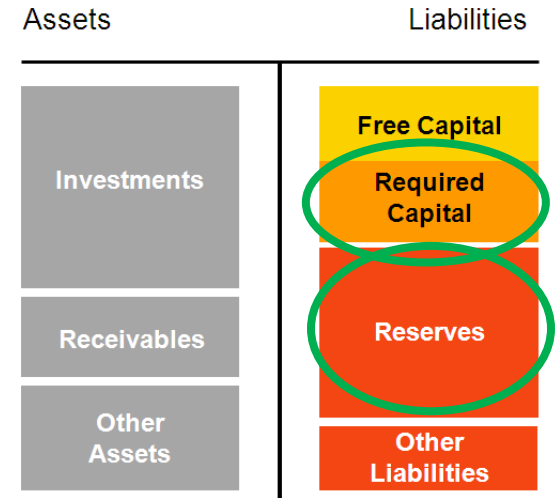 Assets
Liabilities
Investments
Receivables
Other
Assets
Free Capital
Required
Capital
Reserves
Other
Liabilities